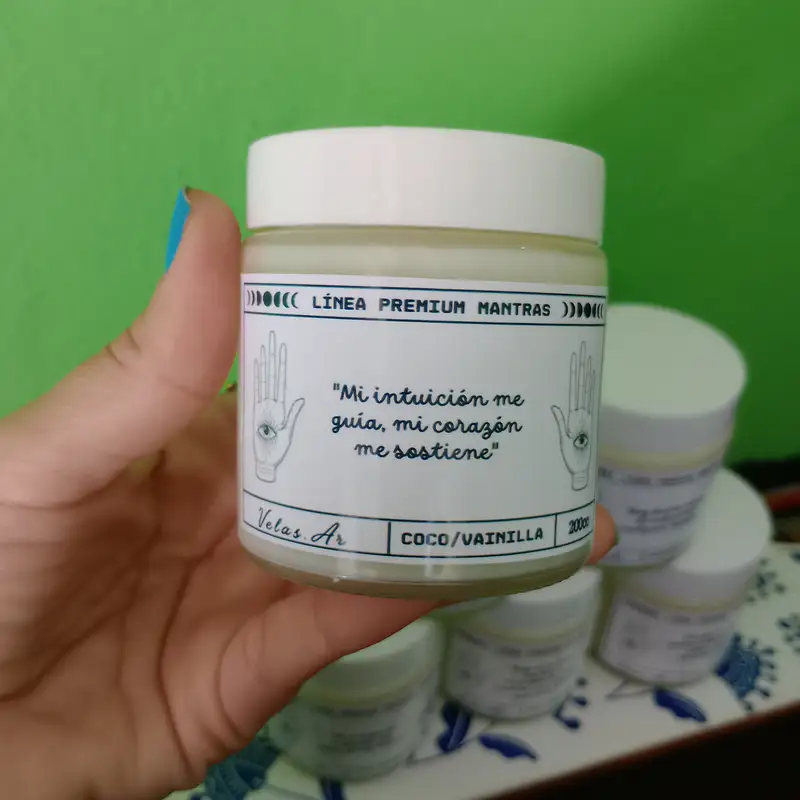 LÍNEA PREMIUM MANTRAS
"Mi intuición me
guía, mi corazón
me sostiene"
Velas.Ar
COCO/VAINILLA
200cc